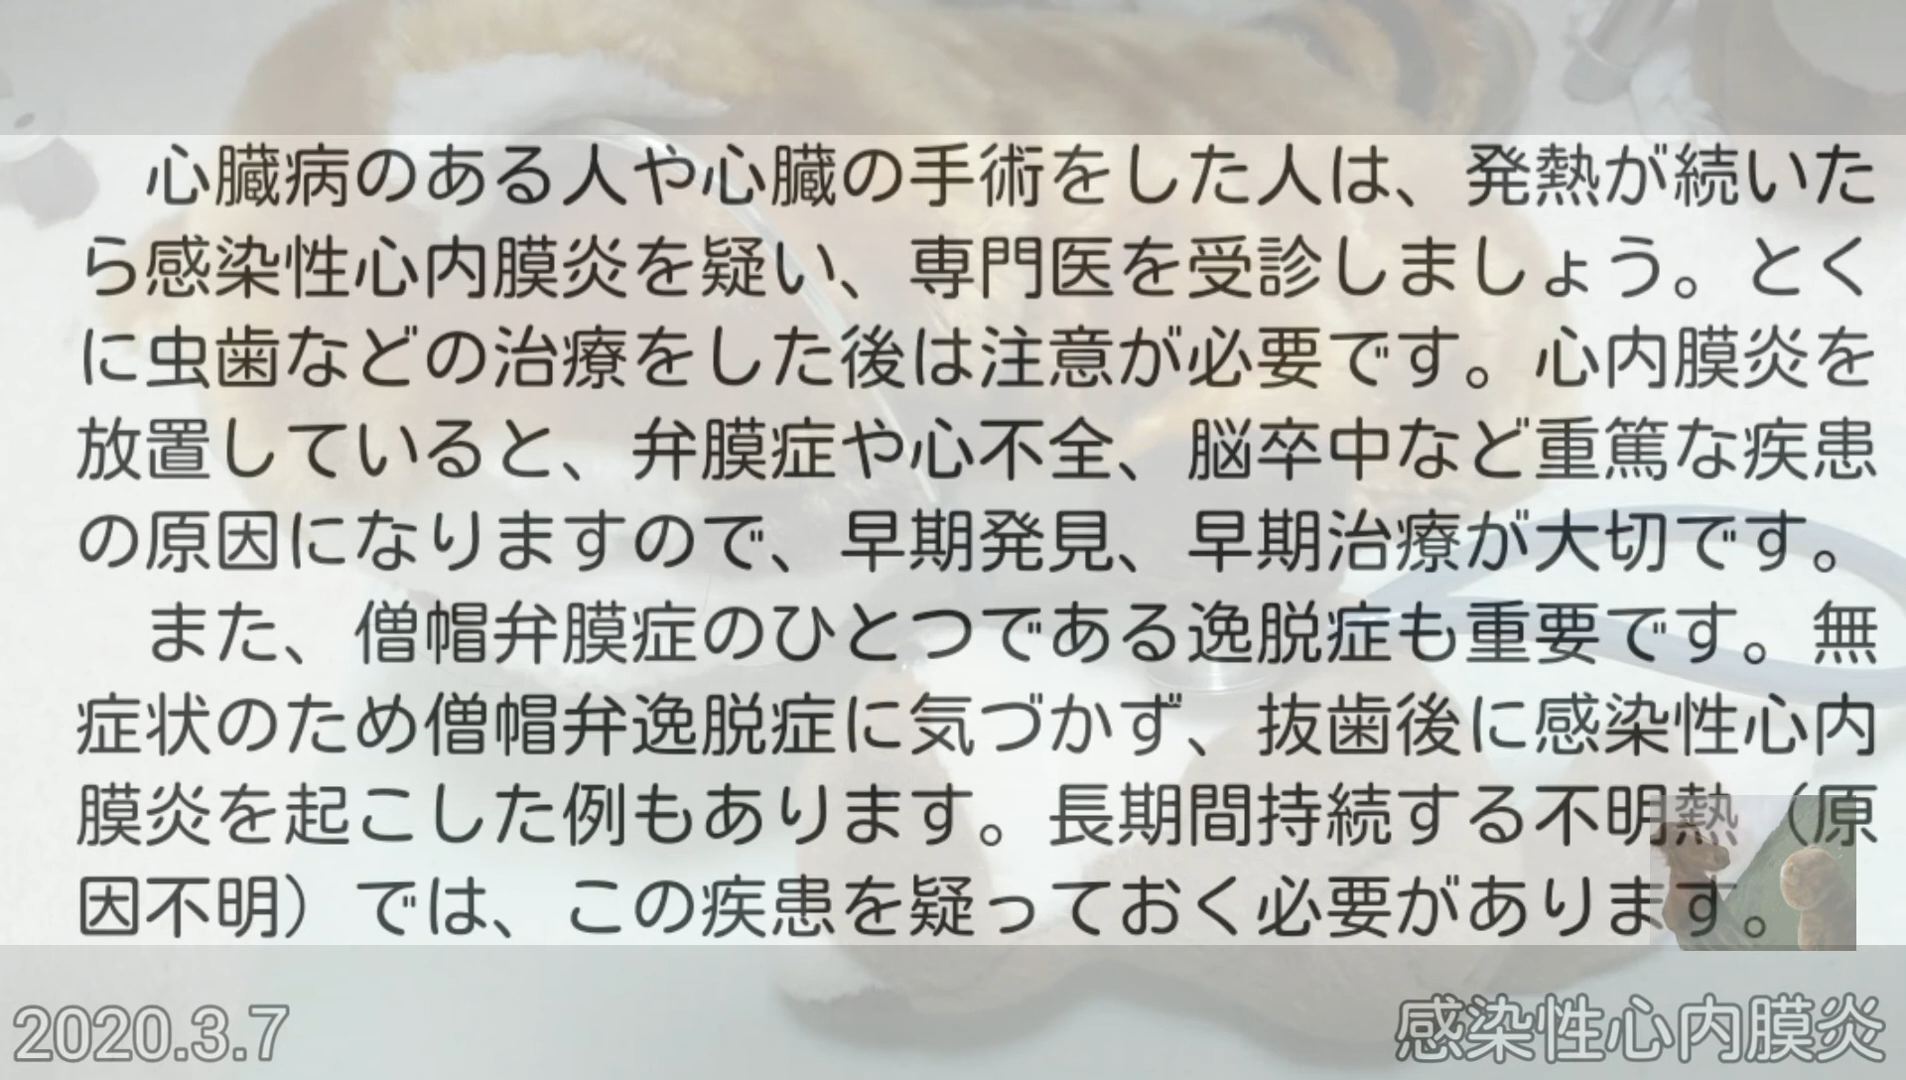 心臓病のある人や心臓の手術をした人は、発熱が続いた
ら感染性心内膜炎を疑い、専門医を受診しましょう。とく
に虫歯などの治療をした後は注意が必要です。心内膜炎を
放置していると、弁膜症や心不全、脳卒中など重篤な疾患
の原因になりますので、早期発見、早期治療が大切です。
また、僧帽弁膜症のひとつである逸脱症も重要です。無
症状のため僧帽弁逸脱症に気づかず、抜歯後に感染性心内
膜炎を起こした例もあります。長期間持続する不明熱（原
因不明）では、この疾患を疑っておく必要があります。
2020.3.7
感染性心内膜炎